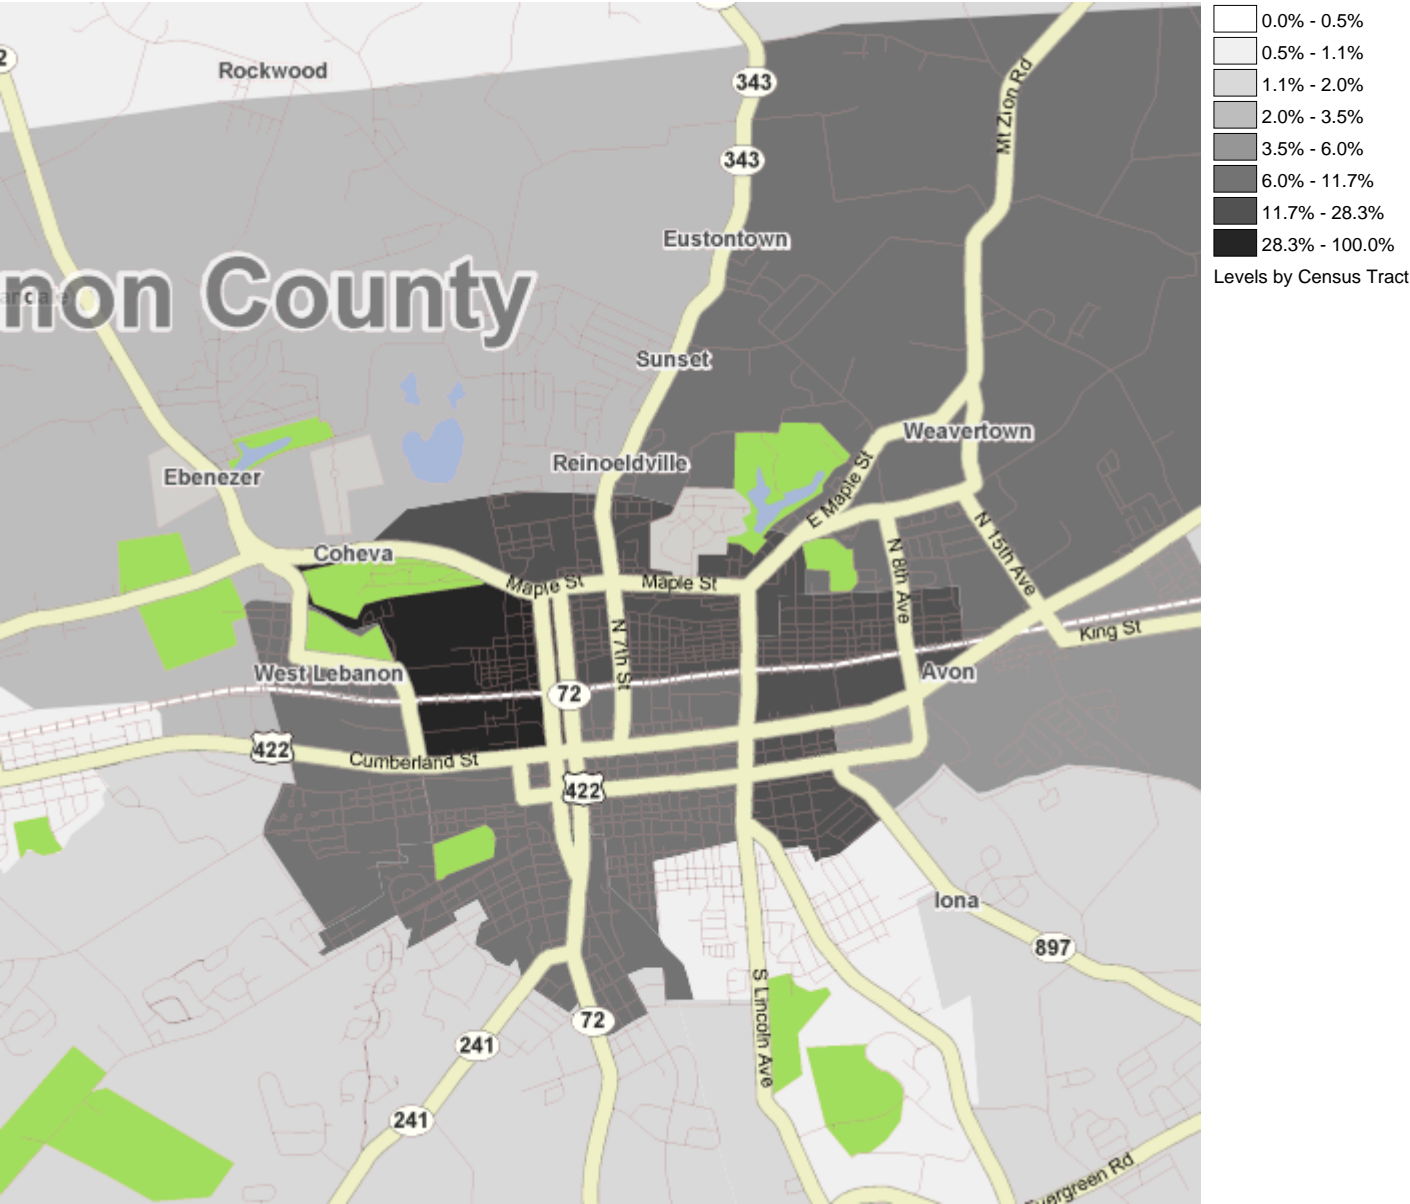 0.0% - 0.5%
0.5% - 1.1%
1.1% - 2.0%
2.0% - 3.5%
3.5% - 6.0%
6.0% - 11.7%
11.7% - 28.3%
28.3% - 100.0%
Levels by Census Tract
2
Rockwood
343
Mt Zion Rd
343
Eustontown
non County
Sunset
Weavertown
Reinoeldville
Ebenezer
E Maple St
N 15th Ave
Coheva
N 8th Ave
Maple St
Maple St
King St
N 7th St
West Lebanon
Avon
72
422
Cumberland St
422
Iona
897
S Lincoln Ave
72
241
241
vergreen Rd